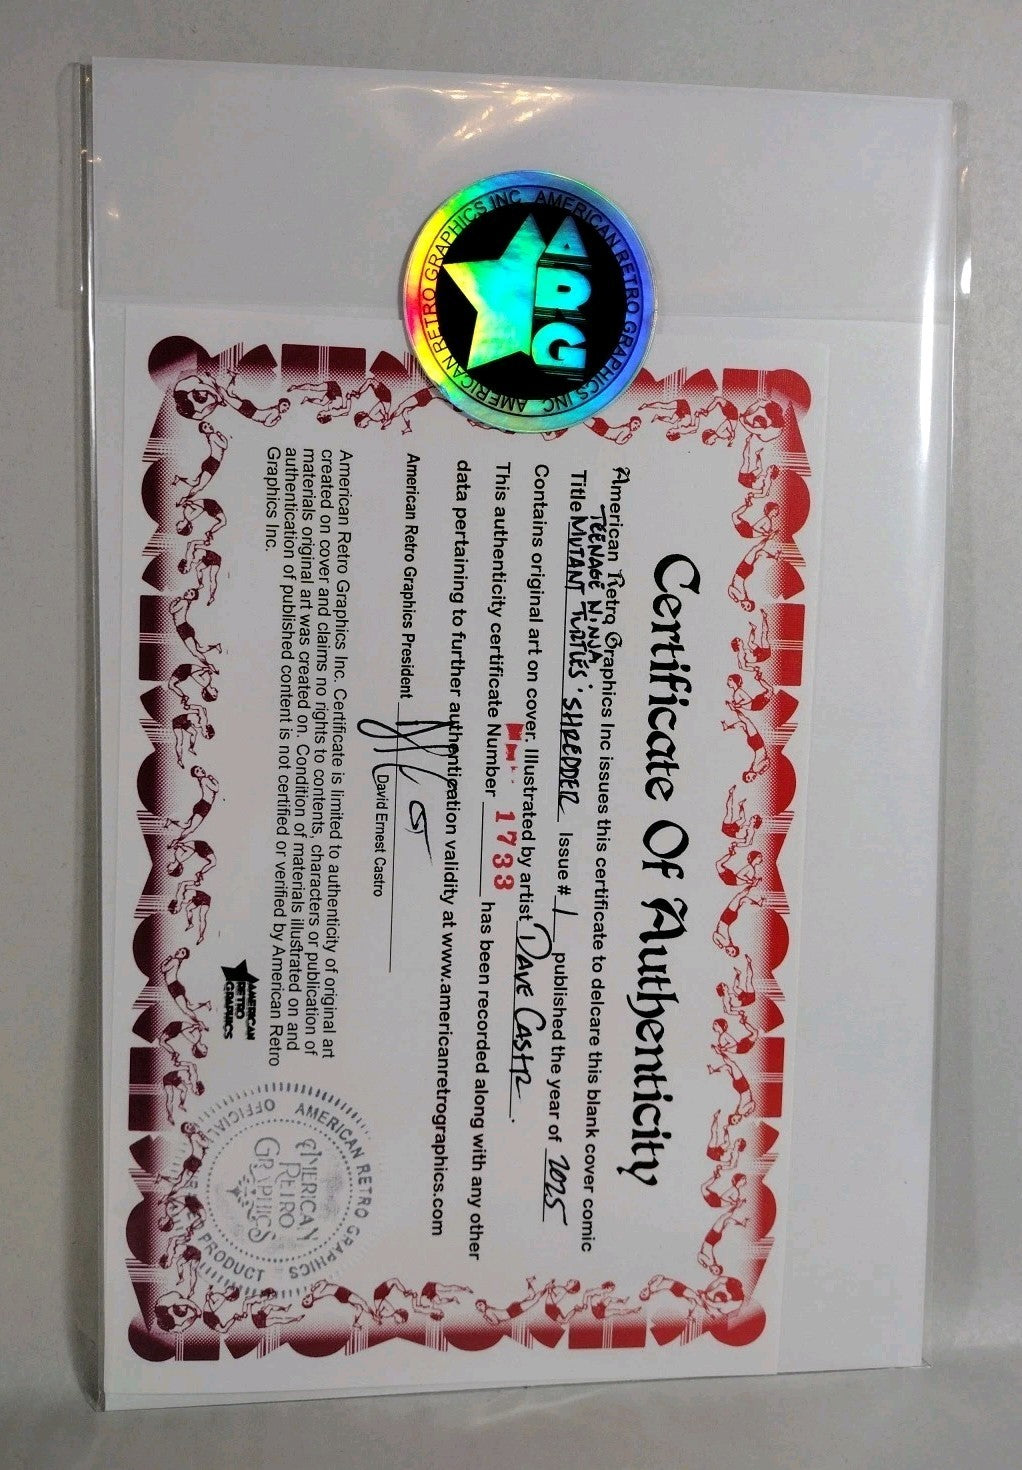 AMERICAN RETRO GRAPHICS INC. AMERICAN RETRO GRAPHICS INC.
ARG
Certificate Of Authenticity
American Retro Graphics Inc issues this certificate to delcare this blank cover comic
TEENAGE NINJA
Title MUTANT TURTLES: SHREDDER Issue # 1 published the year of 2025
Contains original art on cover. Illustrated by artist DAVE CASTR.
This authenticity certificate Number 1733 has been recorded along with any other
data pertaining to further authentication validity at www.americanretrographics.com
American Retro Graphics President
David Ernest Castro
American Retro Graphics Inc. Certificate is limited to authenticity of original art
created on cover and claims no rights to contents, characters or publication of
materials original art was created on. Condition of materials illustrated on and
authentication of published content is not certified or verified by American Retro
Graphics Inc.
AMERICAN
RETRO
GRAPHICS
AMERICAN RETRO GRAPHICS
OFFICIALLY
PRODUCT
AMERICAN
RETRO
GRAPHICS